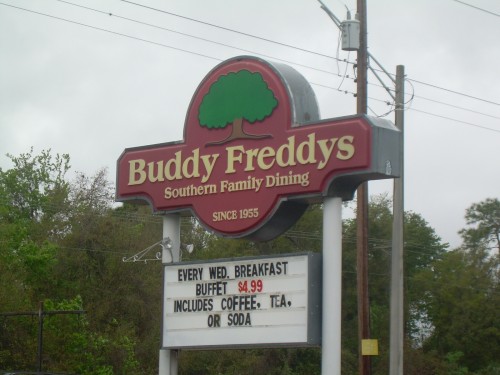 Buddy Freddys
Southern Family Dining
SINCE 1955
EVERY WED. BREAKFAST
BUFFET $4.99
INCLUDES COFFEE, TEA,
OR SODA